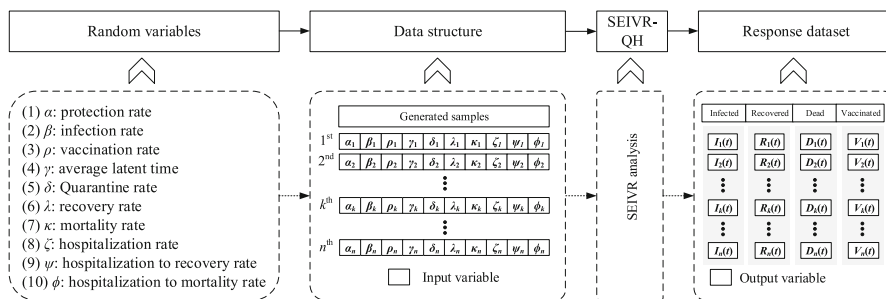 Random variables
Data structure
SEIVR-
QH
Response dataset
(1) α: protection rate
(2) β: infection rate
(3) ρ: vaccination rate
(4) γ: average latent time
(5) δ: Quarantine rate
(6) λ: recovery rate
(7) κ: mortality rate
(8) ζ: hospitalization rate
(9) ψ: hospitalization to recovery rate
(10) ϕ: hospitalization to mortality rate
Generated samples
1st α1 β1 ρ1 γ1 δ1 λ1 κ1 ζ1 ψ1 ϕ1
2nd α2 β2 ρ2 γ2 δ2 λ2 κ2 ζ2 ψ2 ϕ2
kth αk βk ρk γk δk λk κk ζk ψk ϕk
nth αn βn ρn γn δn λn κn ζn ψn ϕn
Input variable
SEIVR analysis
Infected Recovered Dead Vaccinated
I1(t) R1(t) D1(t) V1(t)
I2(t) R2(t) D2(t) V2(t)
Ik(t) Rk(t) Dk(t) Vk(t)
In(t) Rn(t) Dn(t) Vn(t)
Output variable